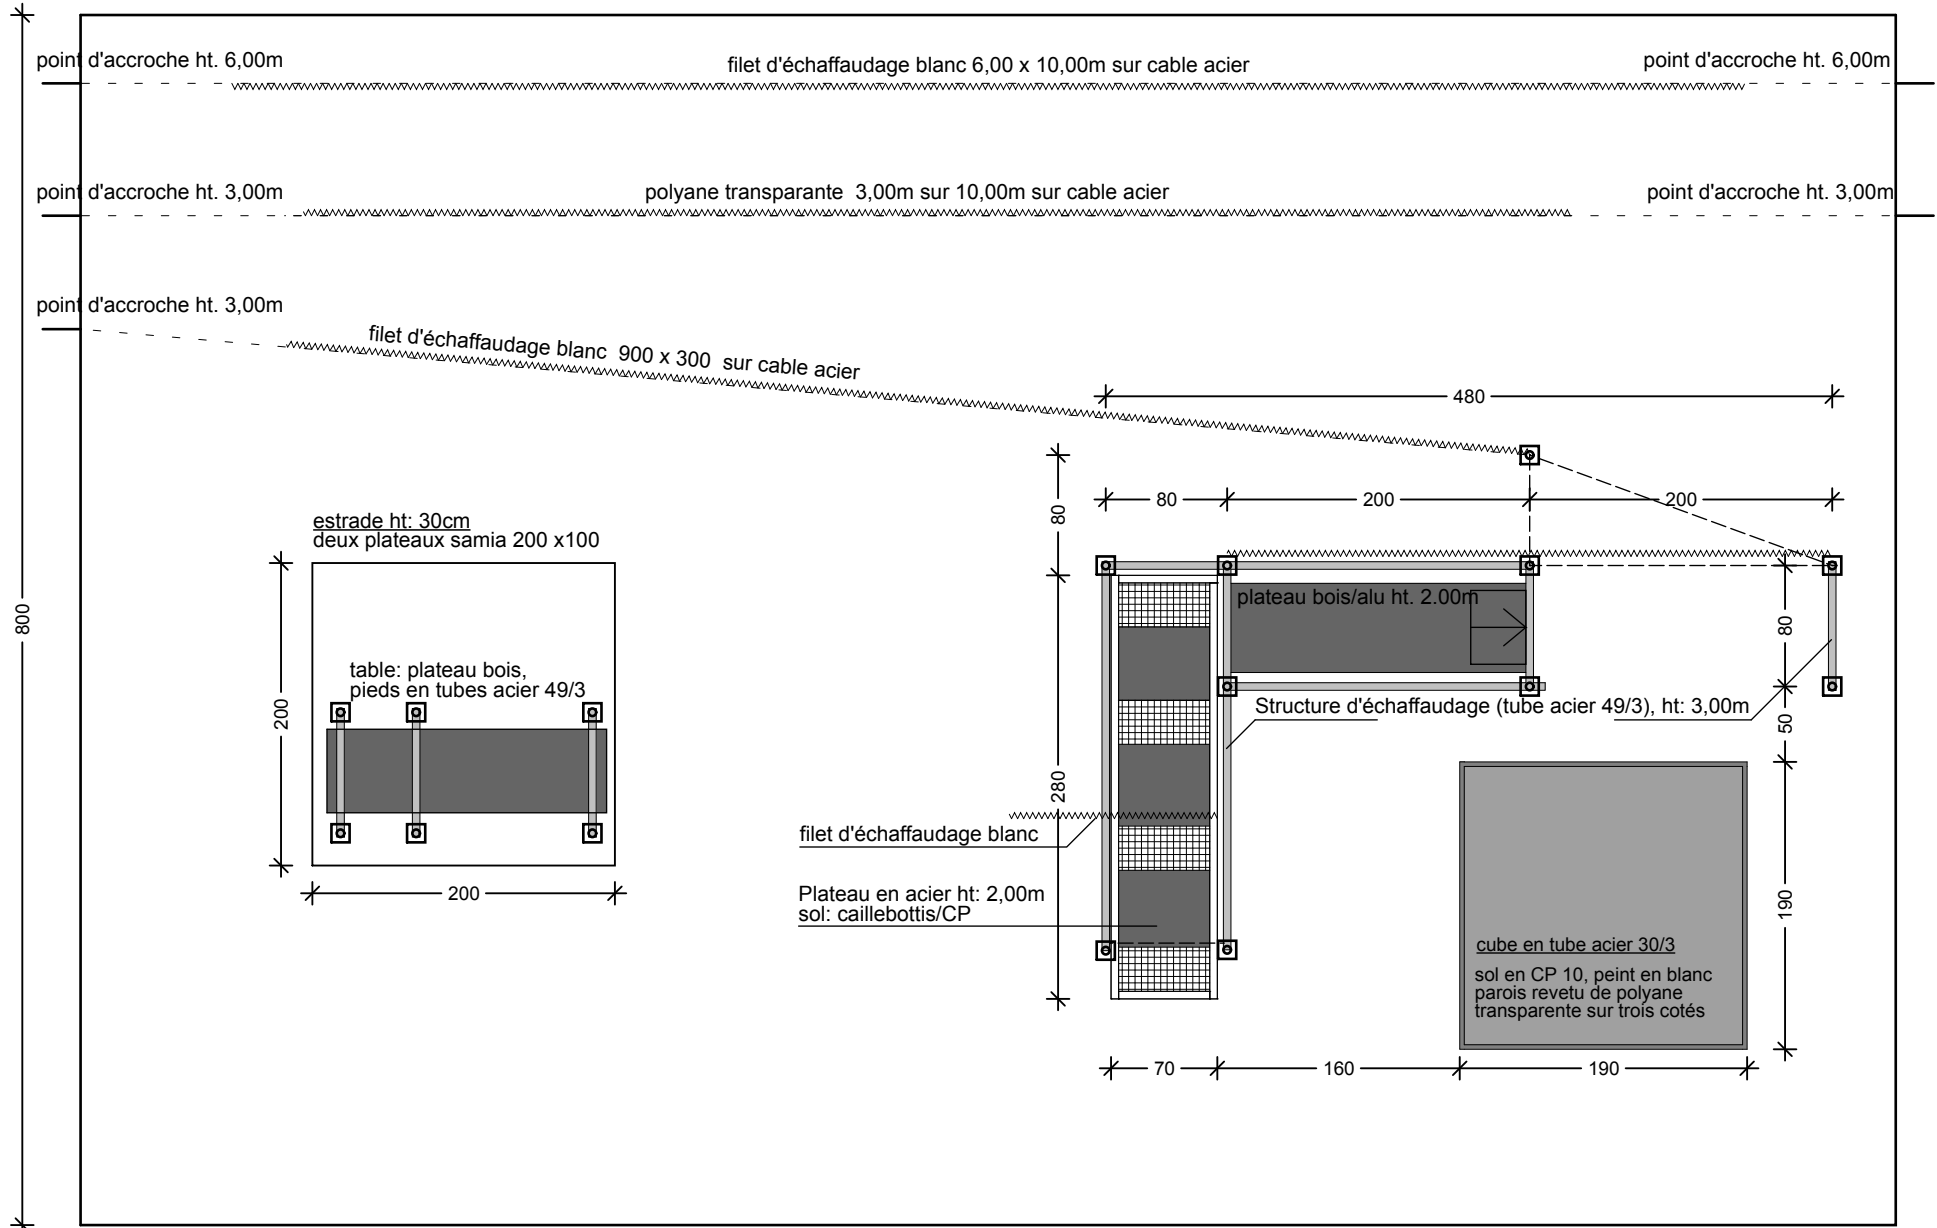 point d'accroche ht. 6,00m
filet d'échaffaudage blanc 6,00 x 10,00m sur cable acier
point d'accroche ht. 6,00m
point d'accroche ht. 3,00m
polyane transparante 3,00m sur 10,00m sur cable acier
point d'accroche ht. 3,00m
point d'accroche ht. 3,00m
filet d'échaffaudage blanc 900 x 300 sur cable acier
480
80
80
200
200
estrade ht: 30cm
deux plateaux samia 200 x100
800
plateau bois/alu ht. 2.00m
80
table: plateau bois,
pieds en tubes acier 49/3
200
Structure d'échaffaudage (tube acier 49/3), ht: 3,00m
50
280
filet d'échaffaudage blanc
200
Plateau en acier ht: 2,00m
sol: caillebottis/CP
190
cube en tube acier 30/3
sol en CP 10, peint en blanc
parois revetu de polyane
transparente sur trois cotés
70
160
190